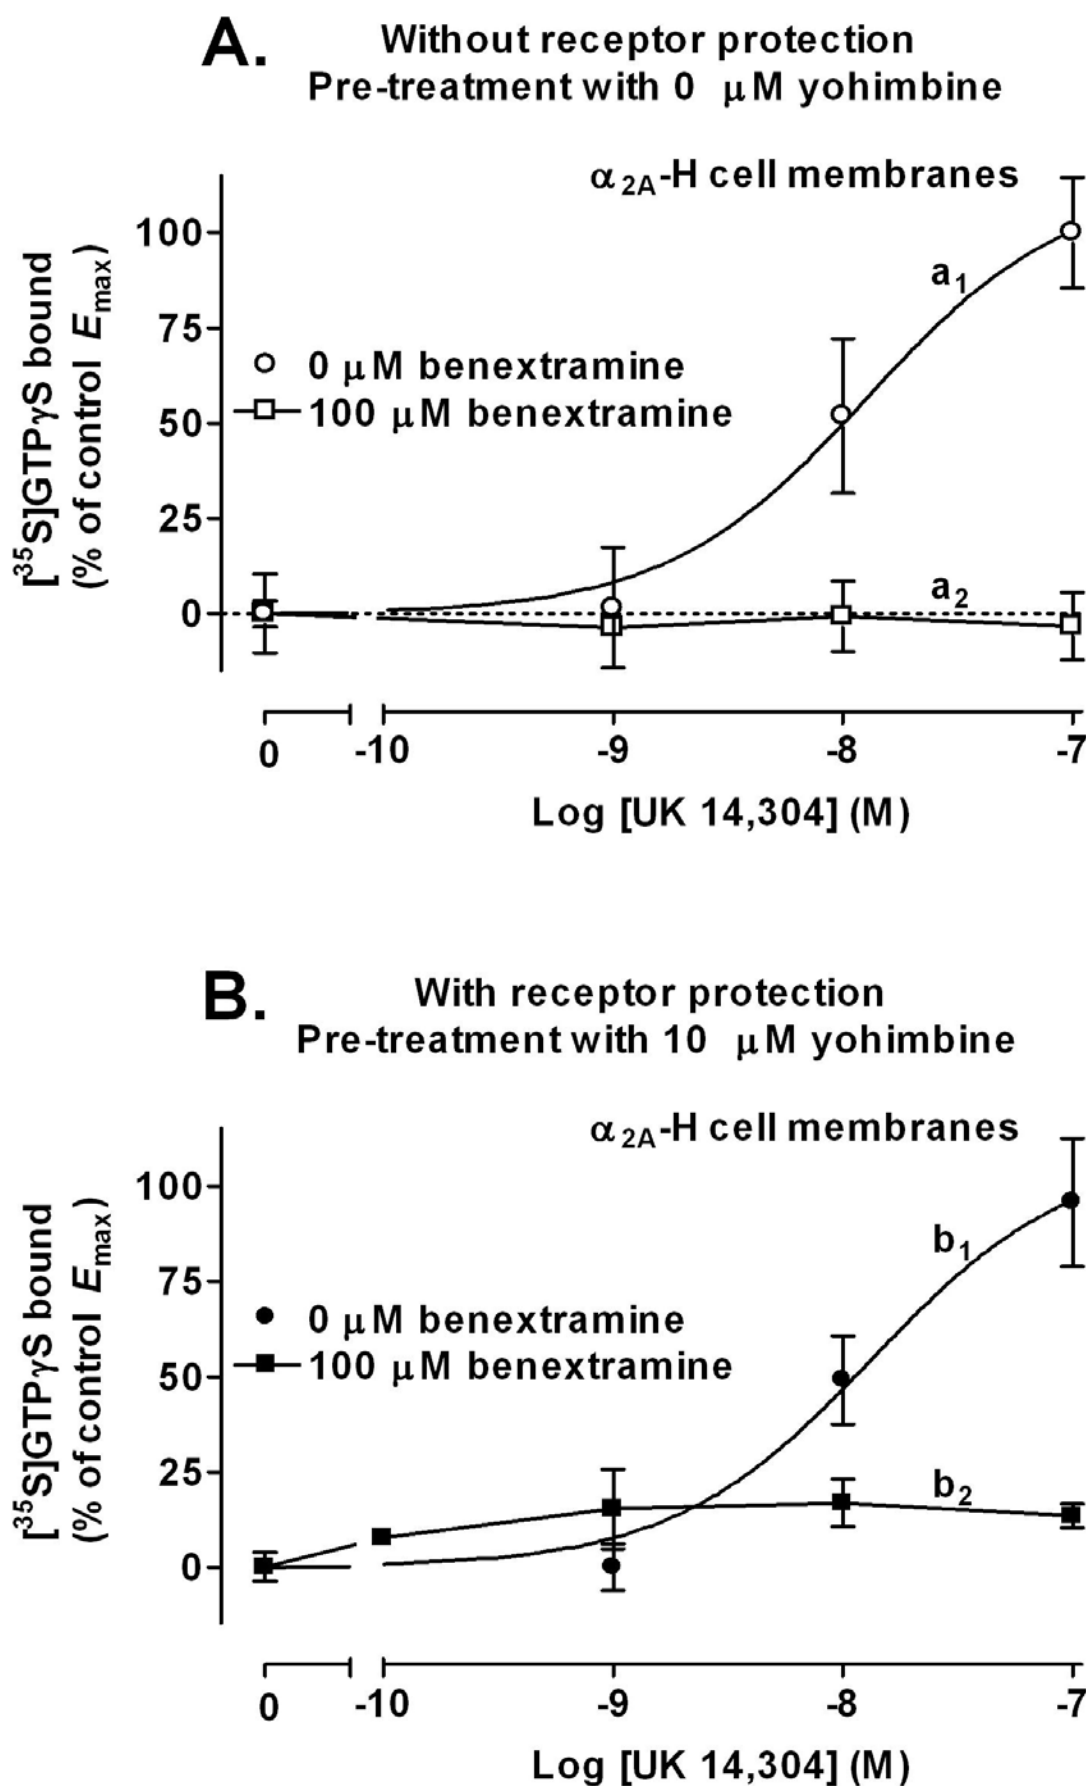 A.
Without receptor protection
Pre-treatment with 0 μM yohimbine
α2A-H cell membranes
[35S]GTPγS bound
(% of control Emax)
100
75
50
25
0
0 μM benextramine
100 μM benextramine
a1
a2
0 -10 -9 -8 -7
Log [UK 14,304] (M)
B.
With receptor protection
Pre-treatment with 10 μM yohimbine
α2A-H cell membranes
[35S]GTPγS bound
(% of control Emax)
100
75
50
25
0
0 μM benextramine
100 μM benextramine
b1
b2
0 -10 -9 -8 -7
Log [UK 14,304] (M)